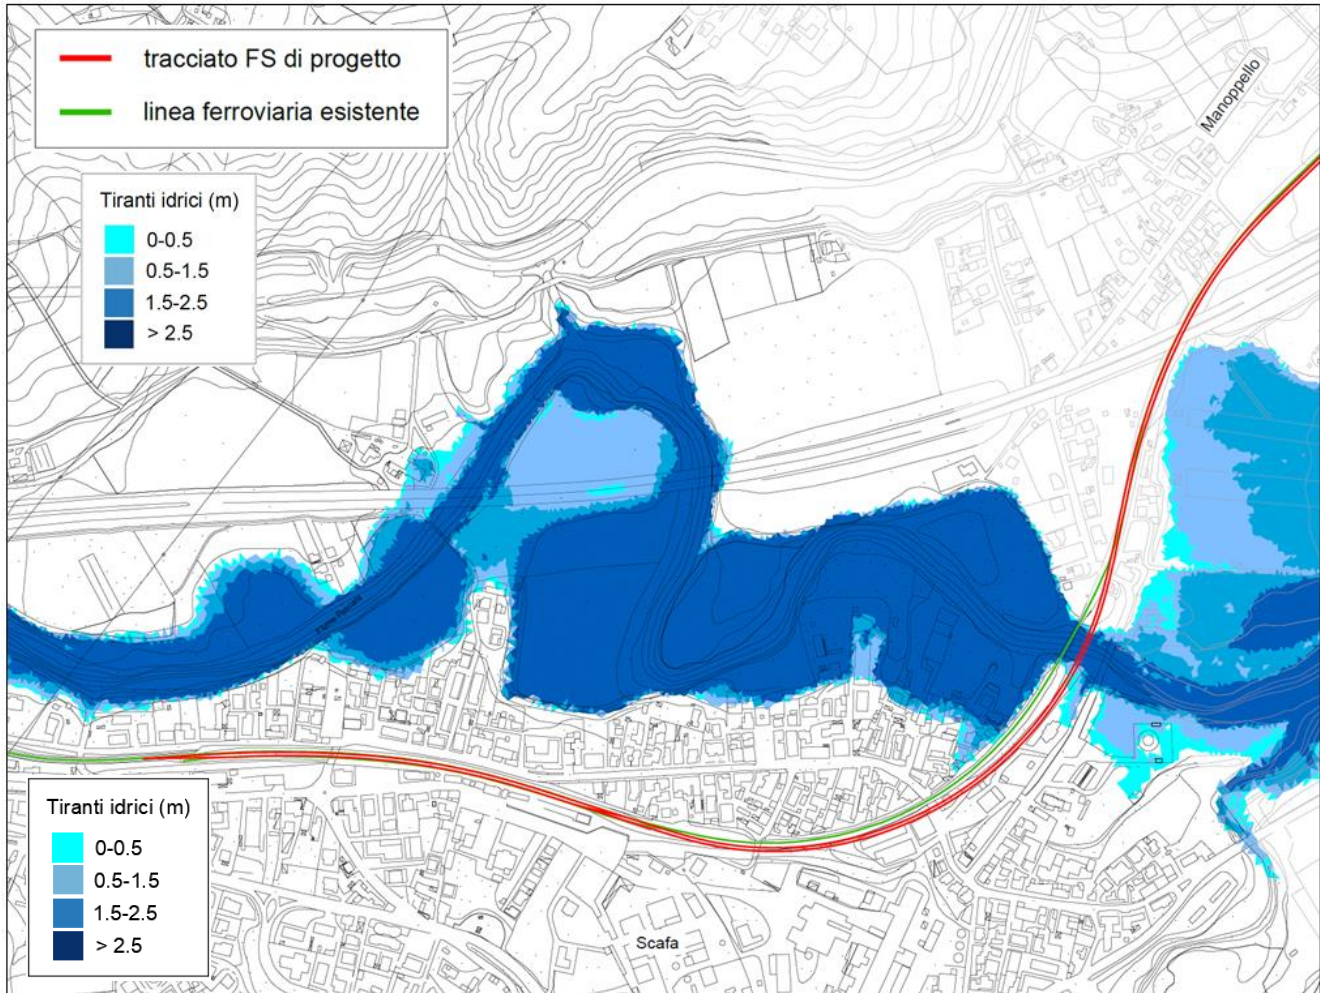 tracciato FS di progetto
linea ferroviaria esistente
Manoppello
Tiranti idrici (m)
0-0.5
0.5-1.5
1.5-2.5
> 2.5
Fiume Pescara
Tiranti idrici (m)
0-0.5
0.5-1.5
1.5-2.5
> 2.5
Scafa